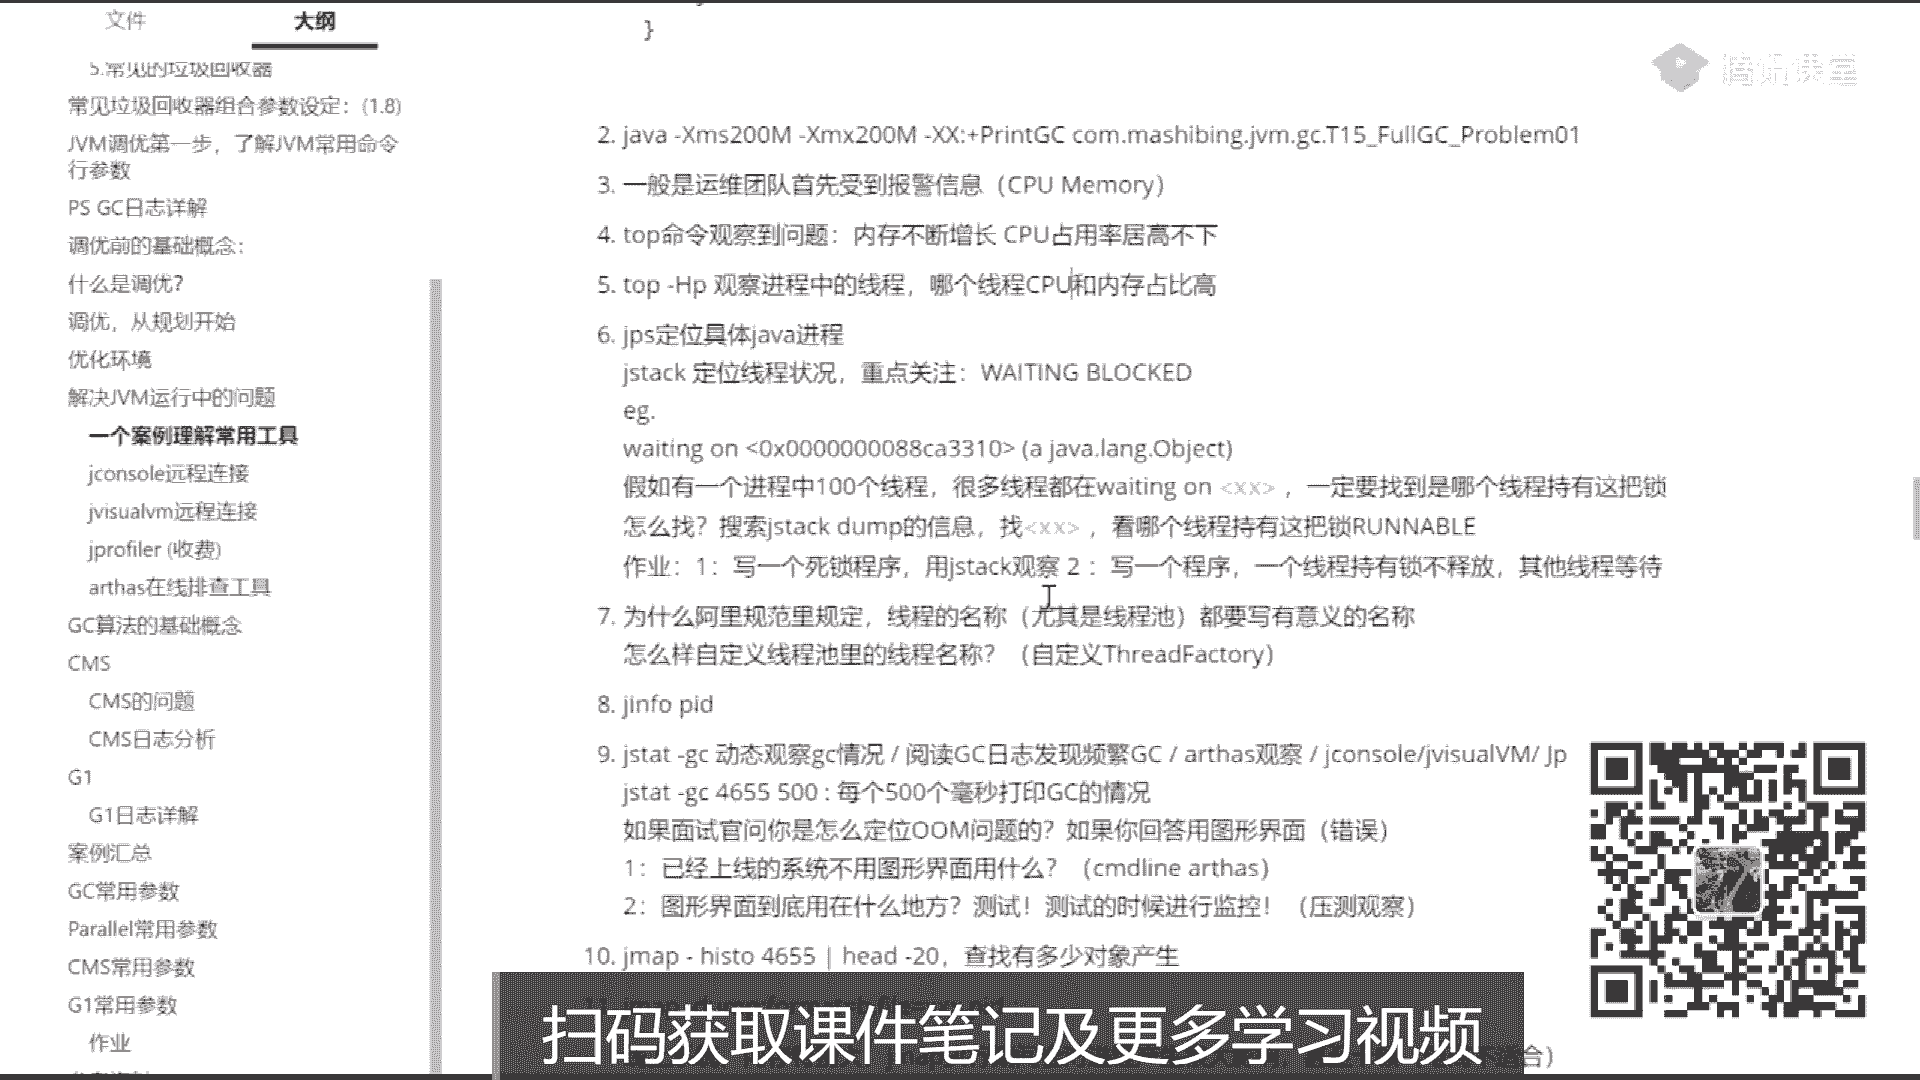 文件
大纲
5.常见的垃圾回收器
常见垃圾回收器组合参数设定：(1.8)
JVM调优第一步，了解JVM常用命令
行参数
PS GC日志详解
调优前的基础概念：
什么是调优？
调优，从规划开始
优化环境
解决JVM运行中的问题
一个案例理解常用工具
jconsole远程连接
jvisualvm远程连接
jprofiler (收费)
arthas在线排查工具
GC算法的基础概念
CMS
CMS的问题
CMS日志分析
G1
G1日志详解
案例汇总
GC常用参数
Parallel常用参数
CMS常用参数
G1常用参数
作业
}
腾讯课堂
2. java -Xms200M -Xmx200M -XX:+PrintGC com.mashibing.jvm.gc.T15_FullGC_Problem01
3. 一般是运维团队首先受到报警信息（CPU Memory）
4. top命令观察到问题：内存不断增长 CPU占用率居高不下
5. top -Hp 观察进程中的线程，哪个线程CPU和内存占比高
6. jps定位具体java进程
jstack 定位线程状况，重点关注：WAITING BLOCKED
eg.
waiting on <0x0000000088ca3310> (a java.lang.Object)
假如有一个进程中100个线程，很多线程都在waiting on <xx> ，一定要找到是哪个线程持有这把锁
怎么找？搜索jstack dump的信息，找<xx> ，看哪个线程持有这把锁RUNNABLE
作业：1：写一个死锁程序，用jstack观察 2 ：写一个程序，一个线程持有锁不释放，其他线程等待
7. 为什么阿里规范里规定，线程的名称（尤其是线程池）都要写有意义的名称
怎么样自定义线程池里的线程名称？（自定义ThreadFactory）
8. jinfo pid
9. jstat -gc 动态观察gc情况 / 阅读GC日志发现频繁GC / arthas观察 / jconsole/jvisualVM/ Jp
jstat -gc 4655 500 : 每个500个毫秒打印GC的情况
如果面试官问你是怎么定位OOM问题的？如果你回答用图形界面（错误）
1：已经上线的系统不用图形界面用什么？（cmdline arthas）
2：图形界面到底用在什么地方？测试！测试的时候进行监控！（压测观察）
10. jmap - histo 4655 | head -20，查找有多少对象产生
扫码获取课件笔记及更多学习视频
合）